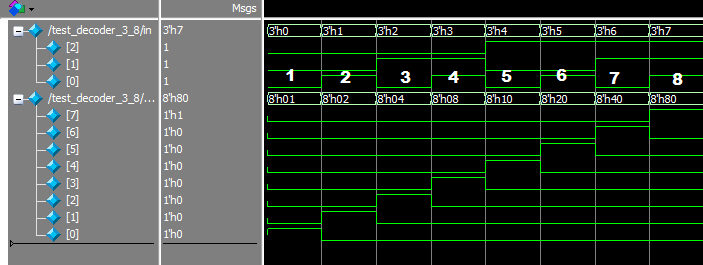 Msgs
/test_decoder_3_8/in 3'h7 3'h0 3'h1 3'h2 3'h3 3'h4 3'h5 3'h6 3'h7
[2] 1
[1] 1
[0] 1
1 2 3 4 5 6 7 8
/test_decoder_3_8/... 8'h80 8'h01 8'h02 8'h04 8'h08 8'h10 8'h20 8'h40 8'h80
[7] 1'h1
[6] 1'h0
[5] 1'h0
[4] 1'h0
[3] 1'h0
[2] 1'h0
[1] 1'h0
[0] 1'h0